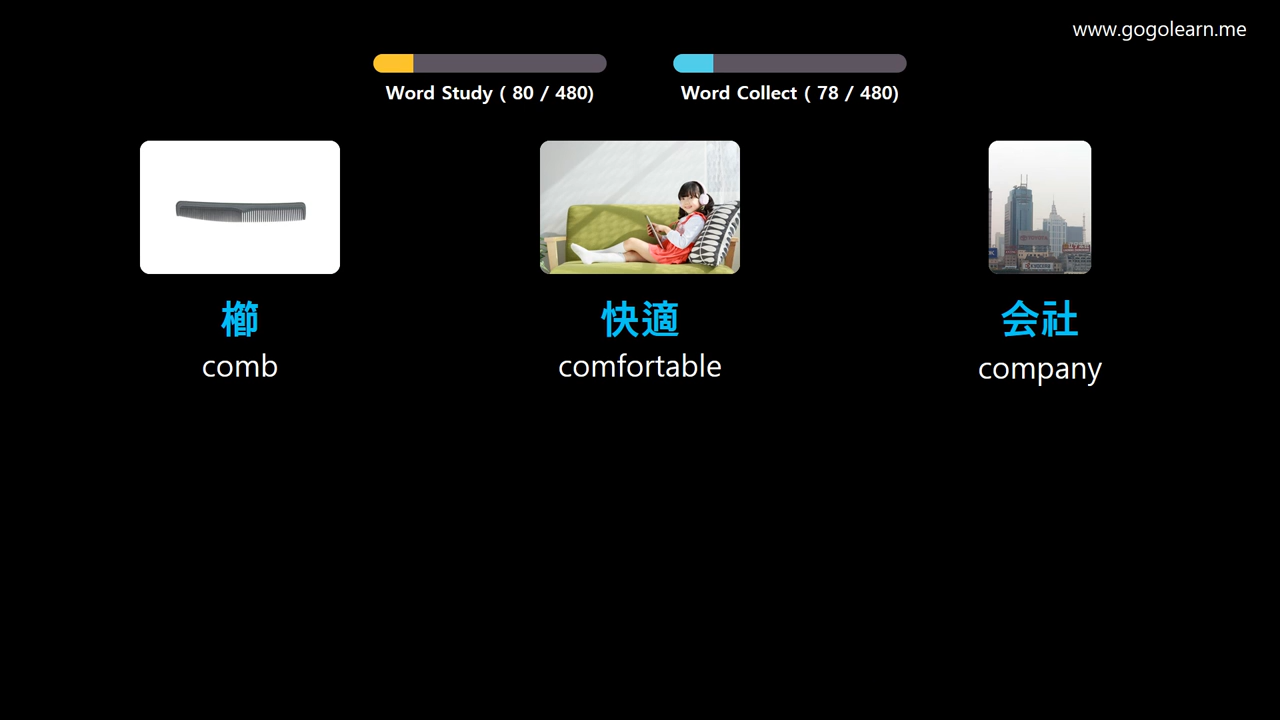 www.gogolearn.me
Word Study ( 80 / 480)
Word Collect ( 78 / 480)
櫛
快適
会社
comb
comfortable
company